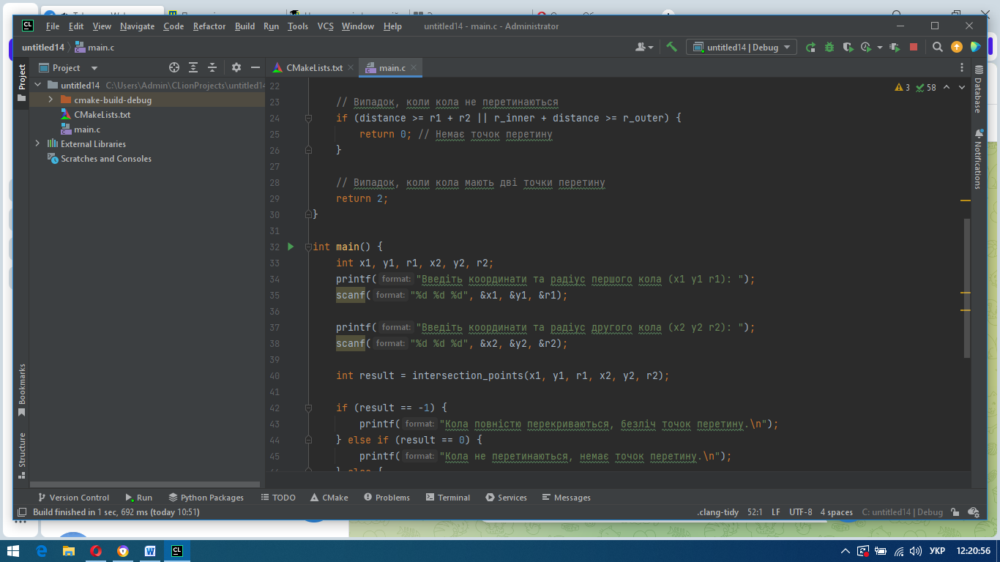 File Edit View Navigate Code Refactor Build Run Tools VCS Window Help untitled14 - main.c - Administrator
untitled14 main.c untitled14 | Debug
Project CMakeLists.txt main.c
untitled14 C:\Users\Admin\CLionProjects\untitled14
cmake-build-debug
CMakeLists.txt
main.c
External Libraries
Scratches and Consoles
Project
Bookmarks
Structure
3 58
22
23 // Випадок, коли кола не перетинаються
24 if (distance >= r1 + r2 || r_inner + distance >= r_outer) {
25 return 0; // Немає точок перетину
26 }
27
28 // Випадок, коли кола мають дві точки перетину
29 return 2;
30 }
31
32 int main() {
33 int x1, y1, r1, x2, y2, r2;
34 printf( format: "Введіть координати та радіус першого кола (x1 y1 r1): ");
35 scanf( format: "%d %d %d", &x1, &y1, &r1);
36
37 printf( format: "Введіть координати та радіус другого кола (x2 y2 r2): ");
38 scanf( format: "%d %d %d", &x2, &y2, &r2);
39
40 int result = intersection_points(x1, y1, r1, x2, y2, r2);
41
42 if (result == -1) {
43 printf( format: "Кола повністю перекриваються, безліч точок перетину.\n");
44 } else if (result == 0) {
45 printf( format: "Кола не перетинаються, немає точок перетину.\n");
} else {
Database
Notifications
Version Control Run Python Packages TODO CMake Problems Terminal Services Messages
Build finished in 1 sec, 692 ms (today 10:51) .clang-tidy 52:1 LF UTF-8 4 spaces C: untitled14 | Debug
УКР 12:20:56